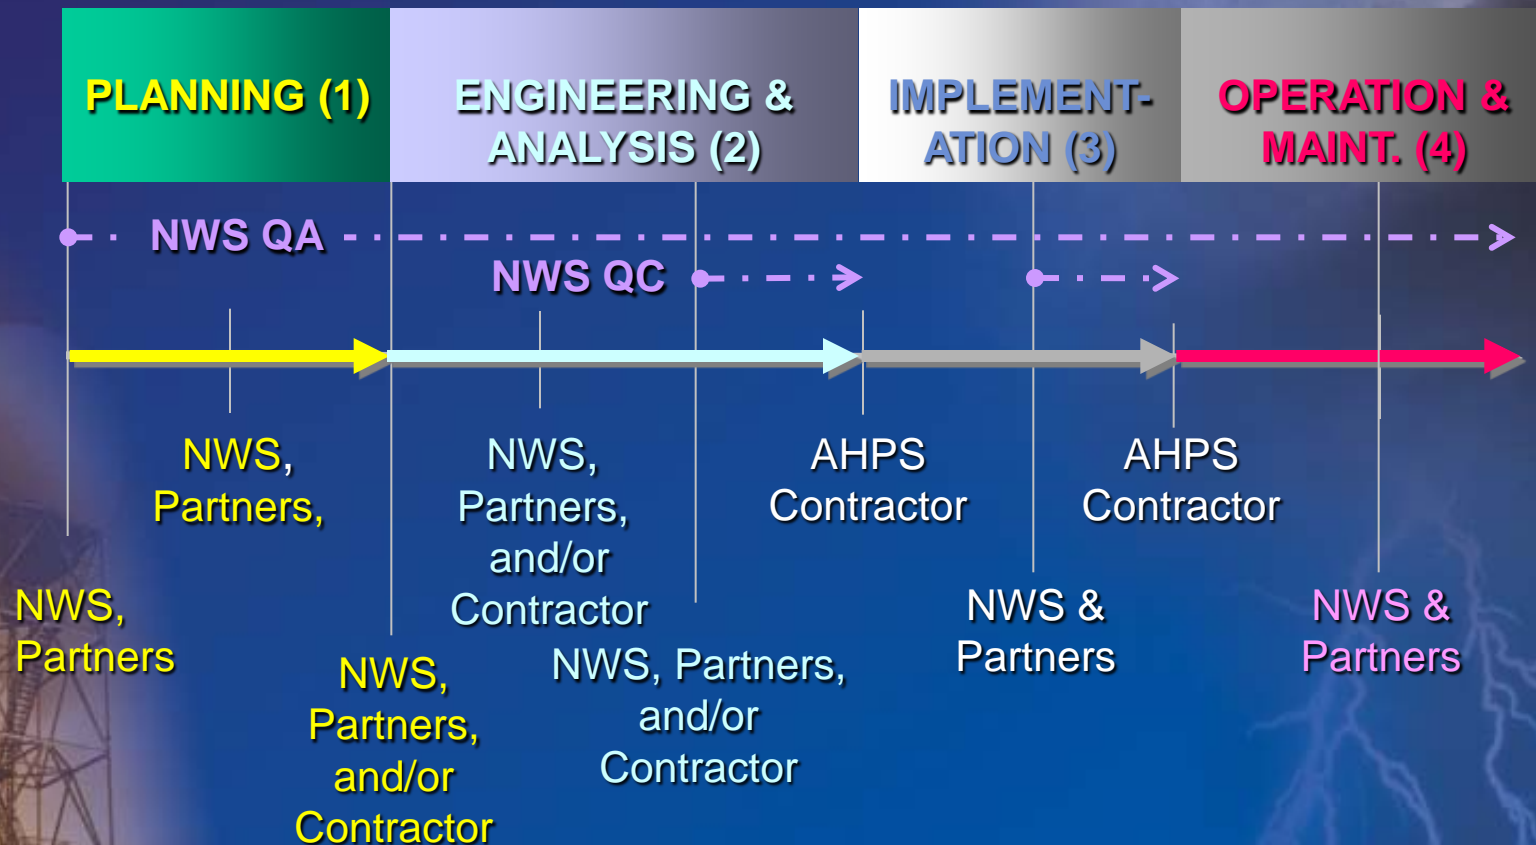 PLANNING (1)
ENGINEERING &
ANALYSIS (2)
IMPLEMENT-
ATION (3)
OPERATION &
MAINT. (4)
NWS QA
NWS QC
NWS,
Partners,
NWS,
Partners,
and/or
Contractor
AHPS
Contractor
AHPS
Contractor
NWS,
Partners
NWS,
Partners,
and/or
Contractor
NWS, Partners,
and/or
Contractor
NWS &
Partners
NWS &
Partners